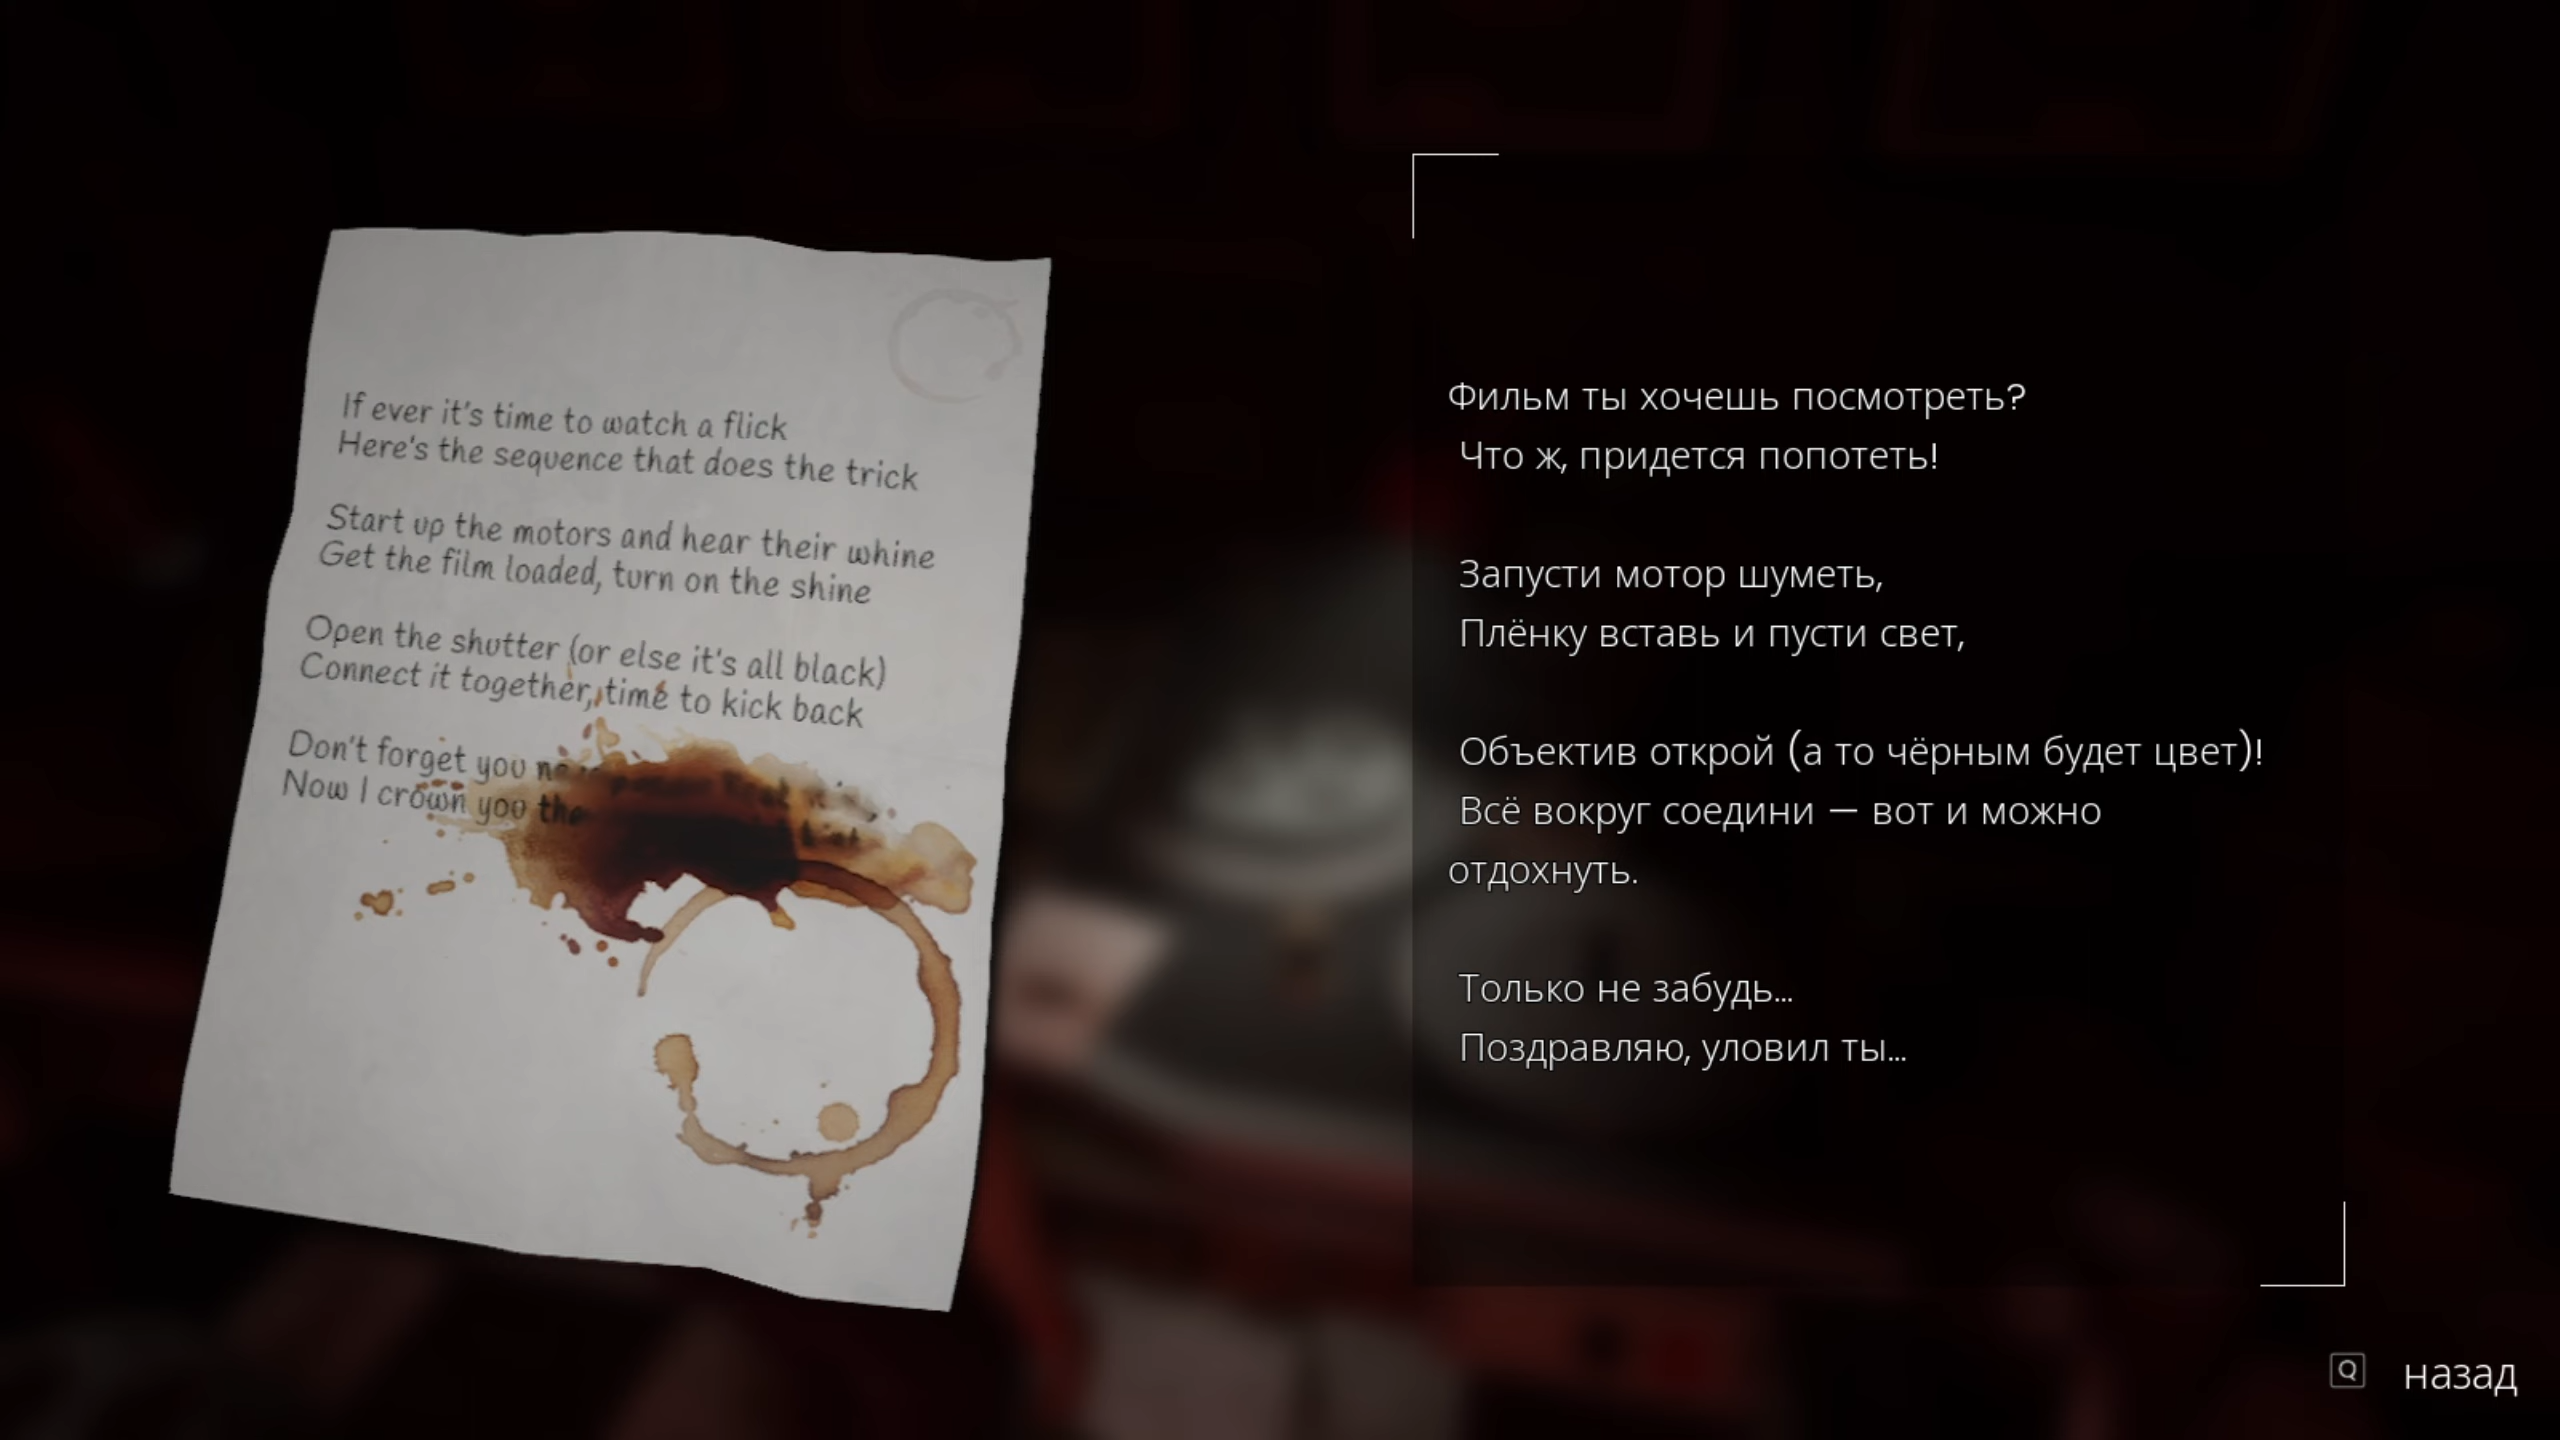 If ever it's time to watch a flick
Here's the sequence that does the trick
Start up the motors and hear their whine
Get the film loaded, turn on the shine
Open the shutter (or else it's all black)
Connect it together, time to kick back
Don't forget you
Now I crown you the
Фильм ты хочешь посмотреть?
Что ж, придется попотеть!
Запусти мотор шуметь,
Плёнку вставь и пусти свет,
Объектив открой (а то чёрным будет цвет)!
Всё вокруг соедини — вот и можно
отдохнуть.
Только не забудь...
Поздравляю, уловил ты...
Q назад